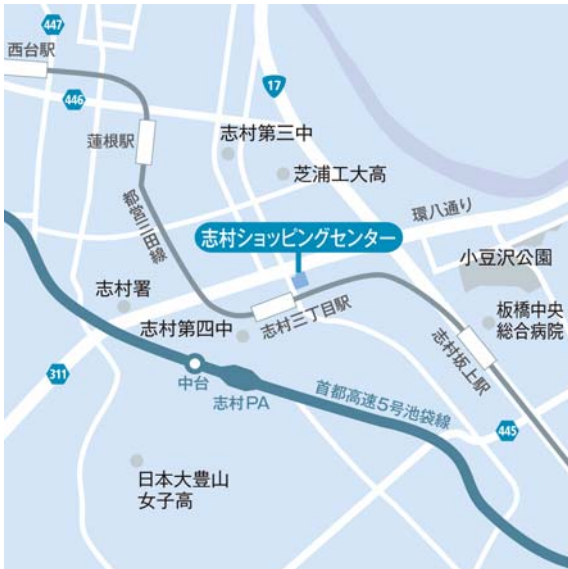 447
西台駅
17
446
蓮根駅
志村第三中
芝浦工大高
都営三田線
環八通り
志村ショッピングセンター
小豆沢公園
志村署
志村三丁目駅
板橋中央
総合病院
志村第四中
志村坂上駅
311
中台
志村PA
首都高速5号池袋線
445
日本大豊山
女子高